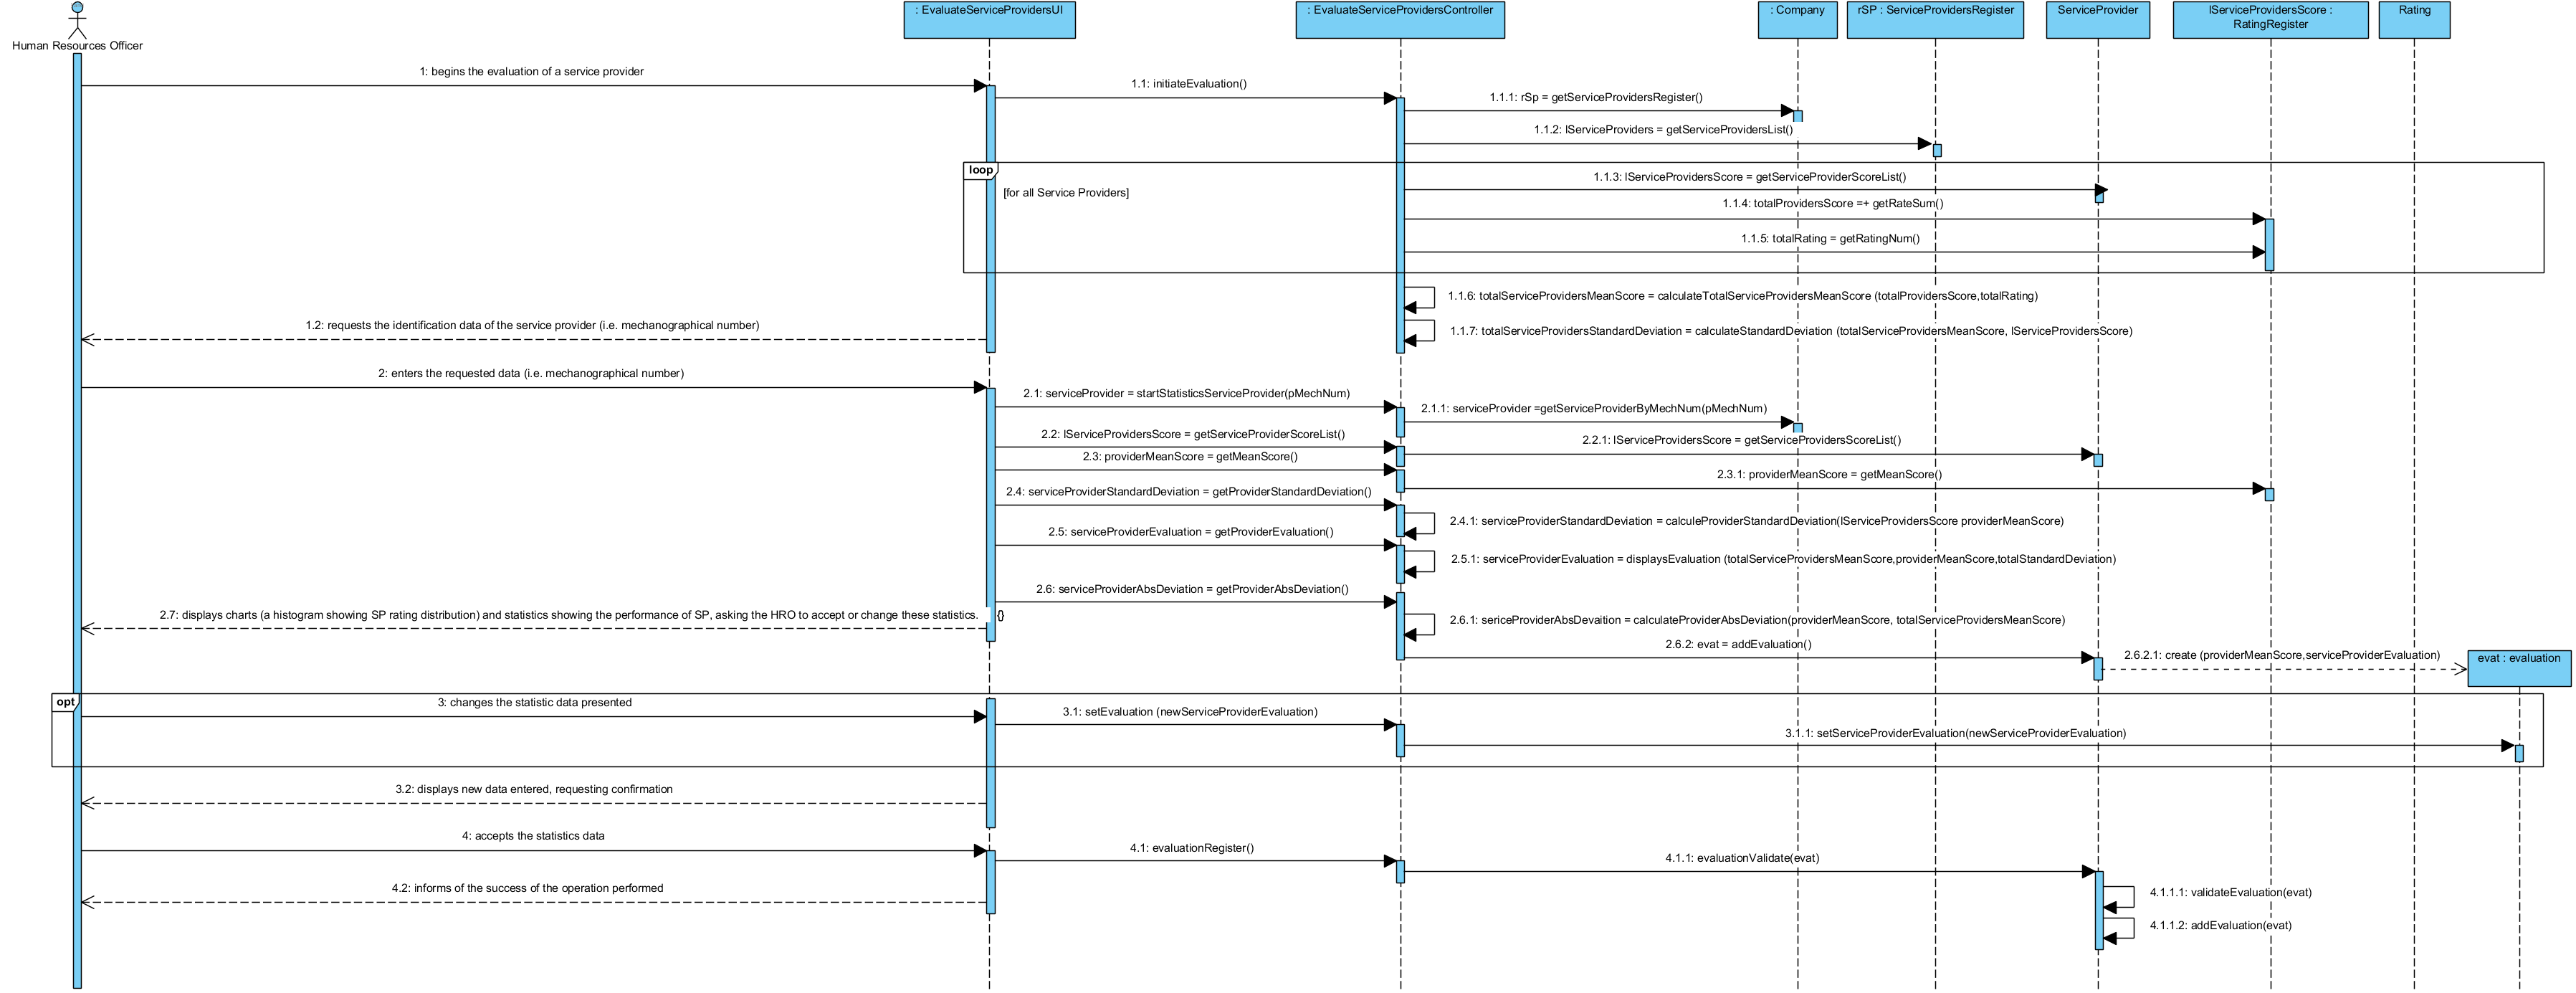 Human Resources Officer
: EvaluateServiceProvidersUI
: EvaluateServiceProvidersController
: Company
rSP : ServiceProvidersRegister
ServiceProvider
lServiceProvidersScore :
RatingRegister
Rating
1: begins the evaluation of a service provider
1.1: initiateEvaluation()
1.1.1: rSp = getServiceProvidersRegister()
1.1.2: lServiceProviders = getServiceProvidersList()
loop
[for all Service Providers]
1.1.3: lServiceProvidersScore = getServiceProviderScoreList()
1.1.4: totalProvidersScore =+ getRateSum()
1.1.5: totalRating = getRatingNum()
1.1.6: totalServiceProvidersMeanScore = calculateTotalServiceProvidersMeanScore (totalProvidersScore,totalRating)
1.2: requests the identification data of the service provider (i.e. mechanographical number)
1.1.7: totalServiceProvidersStandardDeviation = calculateStandardDeviation (totalServiceProvidersMeanScore, lServiceProvidersScore)
2: enters the requested data (i.e. mechanographical number)
2.1: serviceProvider = startStatisticsServiceProvider(pMechNum)
2.1.1: serviceProvider =getServiceProviderByMechNum(pMechNum)
2.2: lServiceProvidersScore = getServiceProviderScoreList()
2.2.1: lServiceProvidersScore = getServiceProvidersScoreList()
2.3: providerMeanScore = getMeanScore()
2.3.1: providerMeanScore = getMeanScore()
2.4: serviceProviderStandardDeviation = getProviderStandardDeviation()
2.4.1: serviceProviderStandardDeviation = calculeProviderStandardDeviation(lServiceProvidersScore providerMeanScore)
2.5: serviceProviderEvaluation = getProviderEvaluation()
2.5.1: serviceProviderEvaluation = displaysEvaluation (totalServiceProvidersMeanScore,providerMeanScore,totalStandardDeviation)
2.6: serviceProviderAbsDeviation = getProviderAbsDeviation()
2.7: displays charts (a histogram showing SP rating distribution) and statistics showing the performance of SP, asking the HRO to accept or change these statistics.
{}
2.6.1: sericeProviderAbsDevaition = calculateProviderAbsDeviation(providerMeanScore, totalServiceProvidersMeanScore)
2.6.2: evat = addEvaluation()
2.6.2.1: create (providerMeanScore,serviceProviderEvaluation)
evat : evaluation
opt
3: changes the statistic data presented
3.1: setEvaluation (newServiceProviderEvaluation)
3.1.1: setServiceProviderEvaluation(newServiceProviderEvaluation)
3.2: displays new data entered, requesting confirmation
4: accepts the statistics data
4.1: evaluationRegister()
4.1.1: evaluationValidate(evat)
4.2: informs of the success of the operation performed
4.1.1.1: validateEvaluation(evat)
4.1.1.2: addEvaluation(evat)